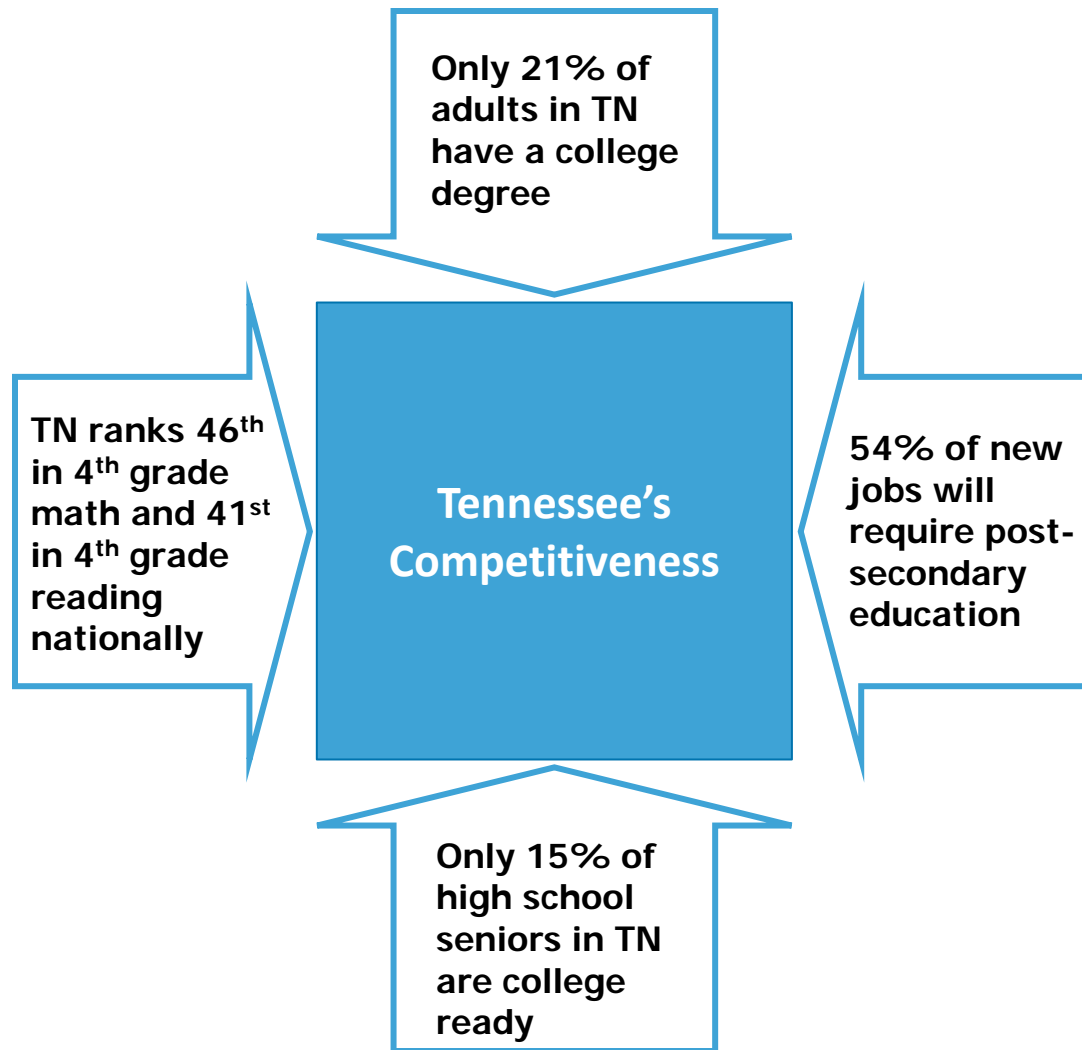 Only 21% of
adults in TN
have a college
degree
TN ranks 46th
in 4th grade
math and 41st
in 4th grade
reading
nationally
Tennessee’s
Competitiveness
54% of new
jobs will
require post-
secondary
education
Only 15% of
high school
seniors in TN
are college
ready